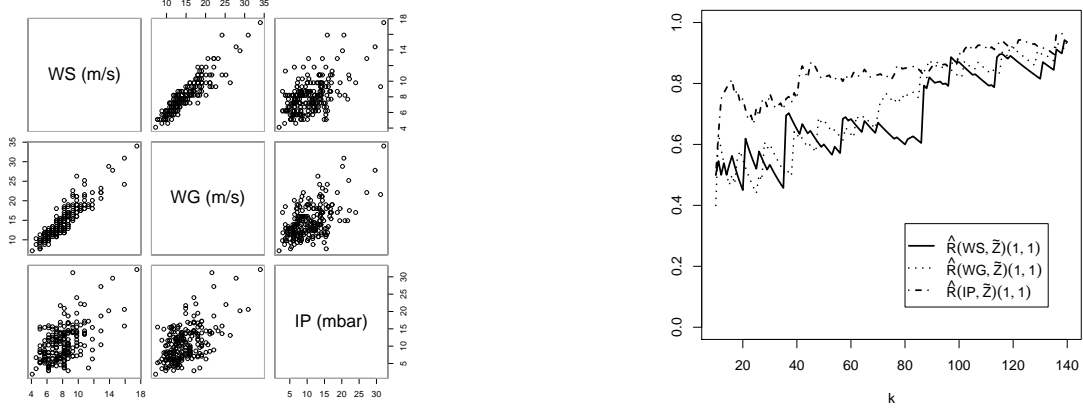 10 15 20 25 30 35
WS (m/s)
4 6 8 10 12 14 16 18
10 15 20 25 30 35
WG (m/s)
IP (mbar)
5 10 15 20 25 30
4 6 8 10 14 18
5 10 15 20 25 30
0.0 0.2 0.4 0.6 0.8 1.0
R̂(WS, Z̃)(1, 1)
R̂(WG, Z̃)(1, 1)
R̂(IP, Z̃)(1, 1)
20 40 60 80 100 120 140
k